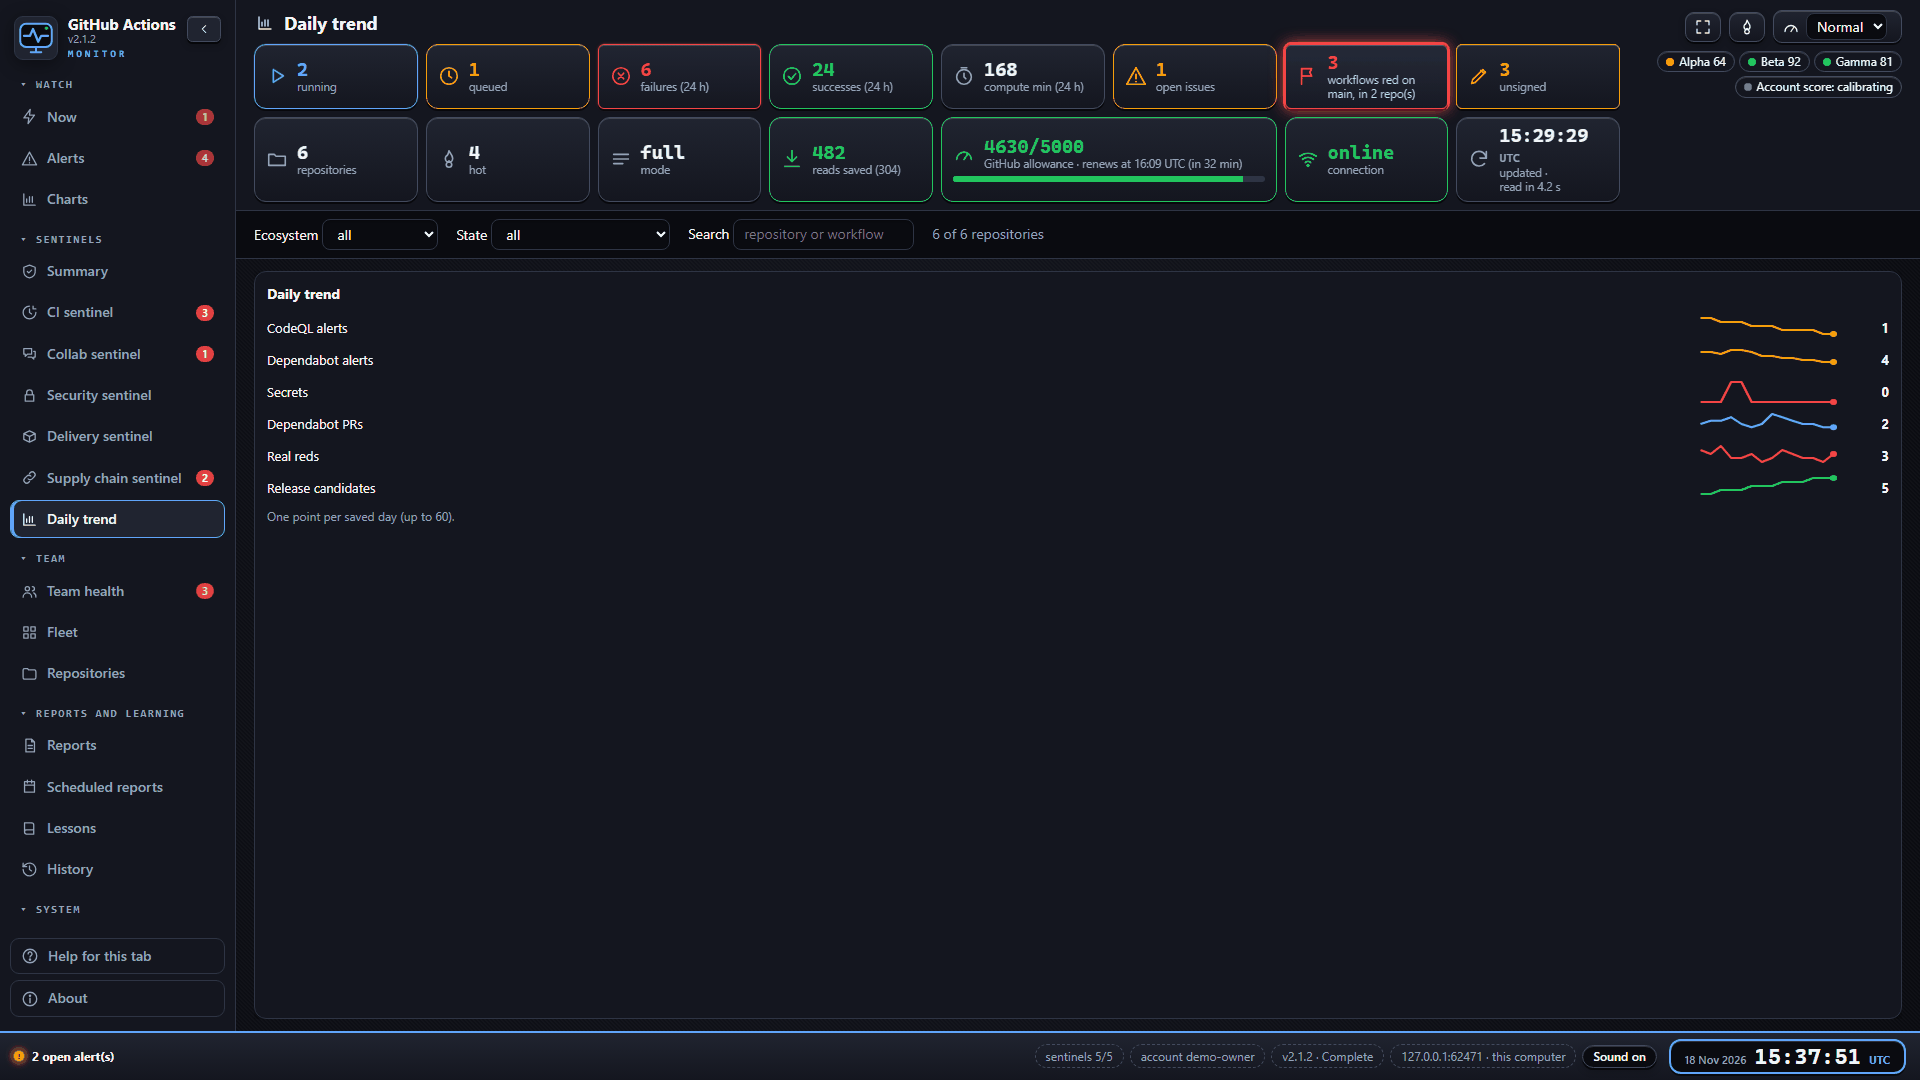 GitHub Actions
v2.1.2
MONITOR
WATCH
Now 1
Alerts 4
Charts
SENTINELS
Summary
CI sentinel 3
Collab sentinel 1
Security sentinel
Delivery sentinel
Supply chain sentinel 2
Daily trend
TEAM
Team health 3
Fleet
Repositories
REPORTS AND LEARNING
Reports
Scheduled reports
Lessons
History
SYSTEM
Help for this tab
About
Daily trend
2
running
1
queued
6
failures (24 h)
24
successes (24 h)
168
compute min (24 h)
1
open issues
3
workflows red on
main, in 2 repo(s)
3
unsigned
6
repositories
4
hot
full
mode
482
reads saved (304)
4630/5000
GitHub allowance · renews at 16:09 UTC (in 32 min)
online
connection
15:29:29
UTC
updated ·
read in 4.2 s
Normal
Alpha 64
Beta 92
Gamma 81
Account score: calibrating
Ecosystem all
State all
Search repository or workflow
6 of 6 repositories
Daily trend
CodeQL alerts 1
Dependabot alerts 4
Secrets 0
Dependabot PRs 2
Real reds 3
Release candidates 5
One point per saved day (up to 60).
2 open alert(s)
sentinels 5/5
account demo-owner
v2.1.2 · Complete
127.0.0.1:62471 · this computer
Sound on
18 Nov 2026 15:37:51 UTC